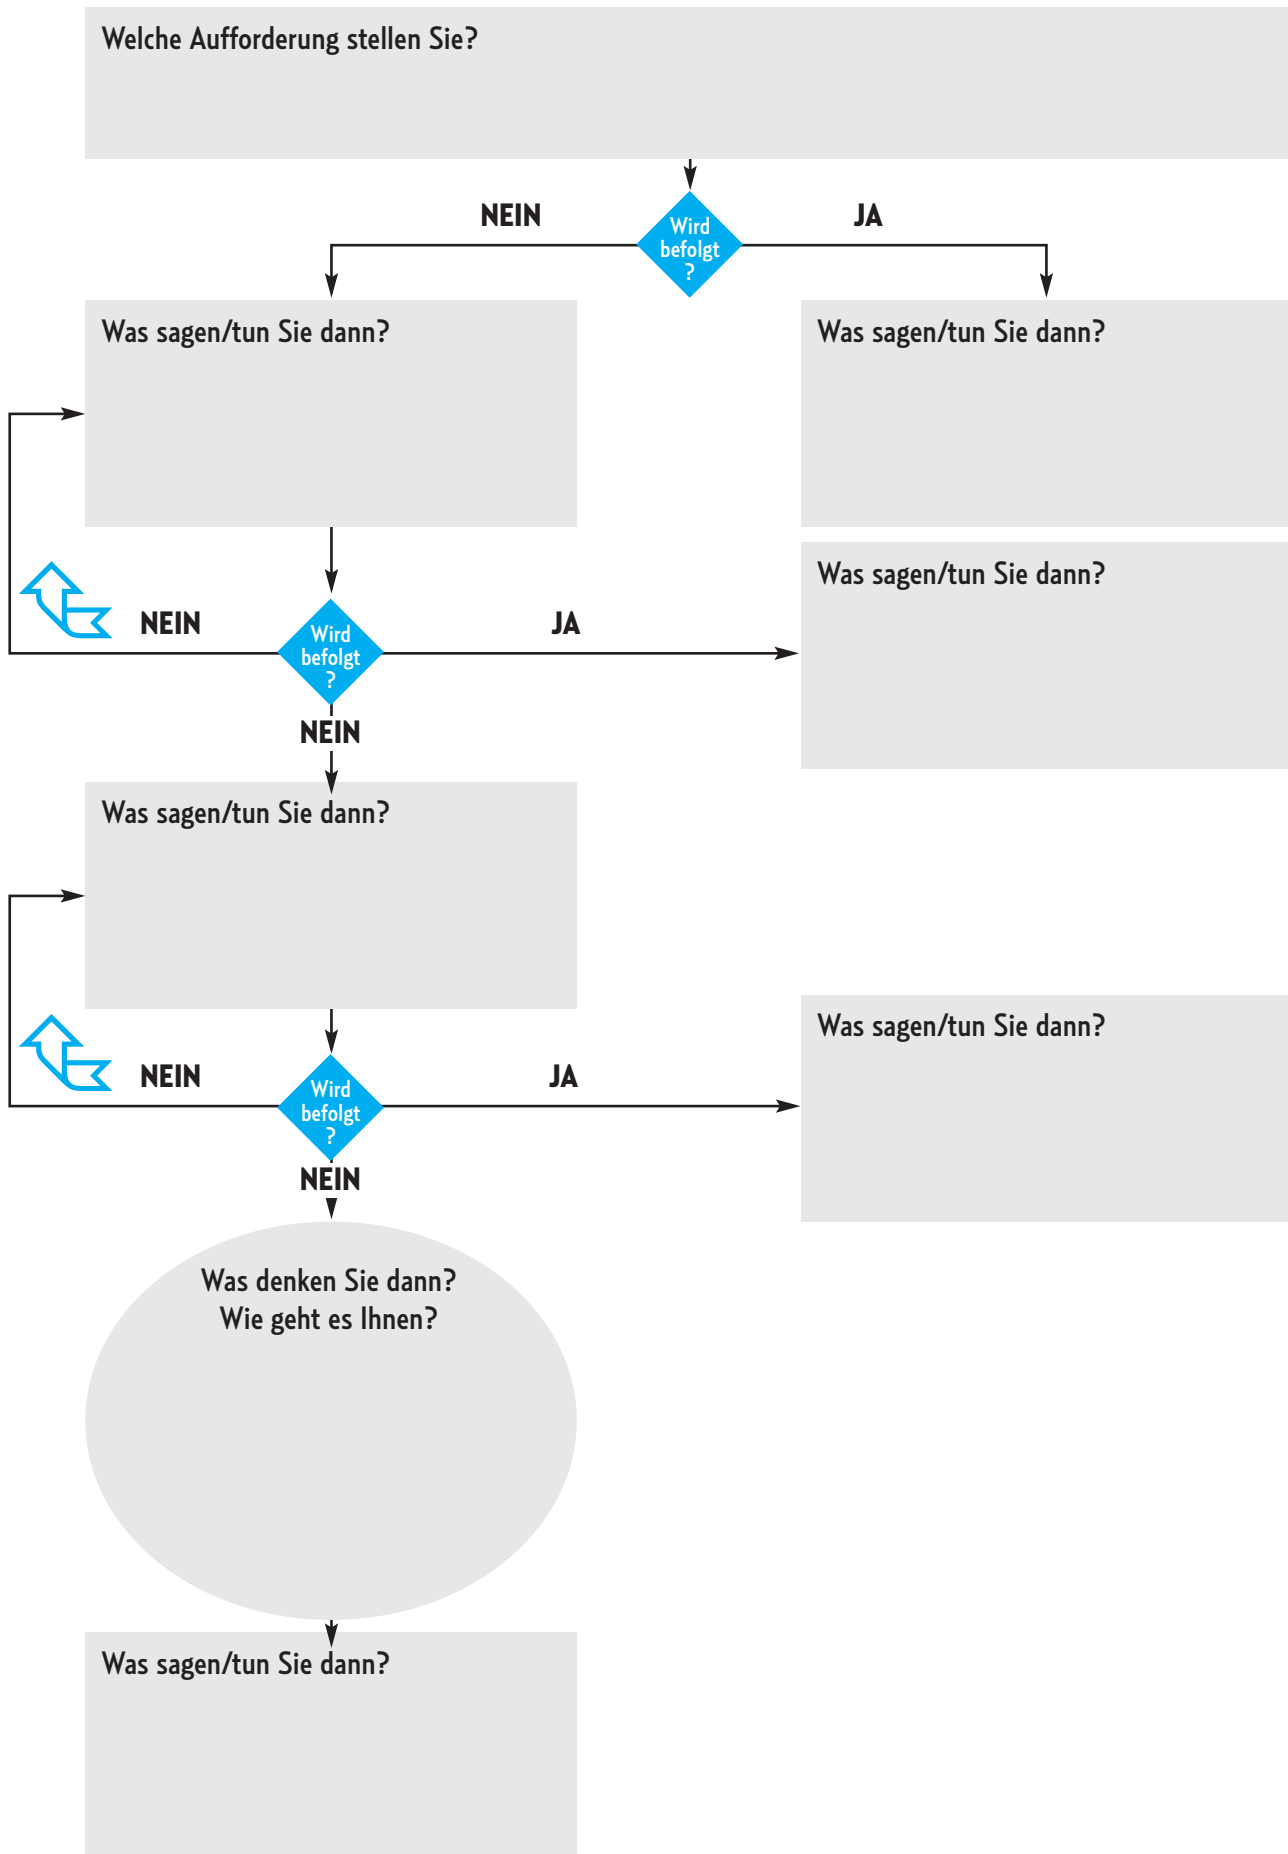 Welche Aufforderung stellen Sie?
NEIN
JA
Wird
befolgt
?
Was sagen/tun Sie dann?
Was sagen/tun Sie dann?
Was sagen/tun Sie dann?
NEIN
JA
Wird
befolgt
?
NEIN
Was sagen/tun Sie dann?
Was sagen/tun Sie dann?
NEIN
JA
Wird
befolgt
?
NEIN
Was denken Sie dann?
Wie geht es Ihnen?
Was sagen/tun Sie dann?